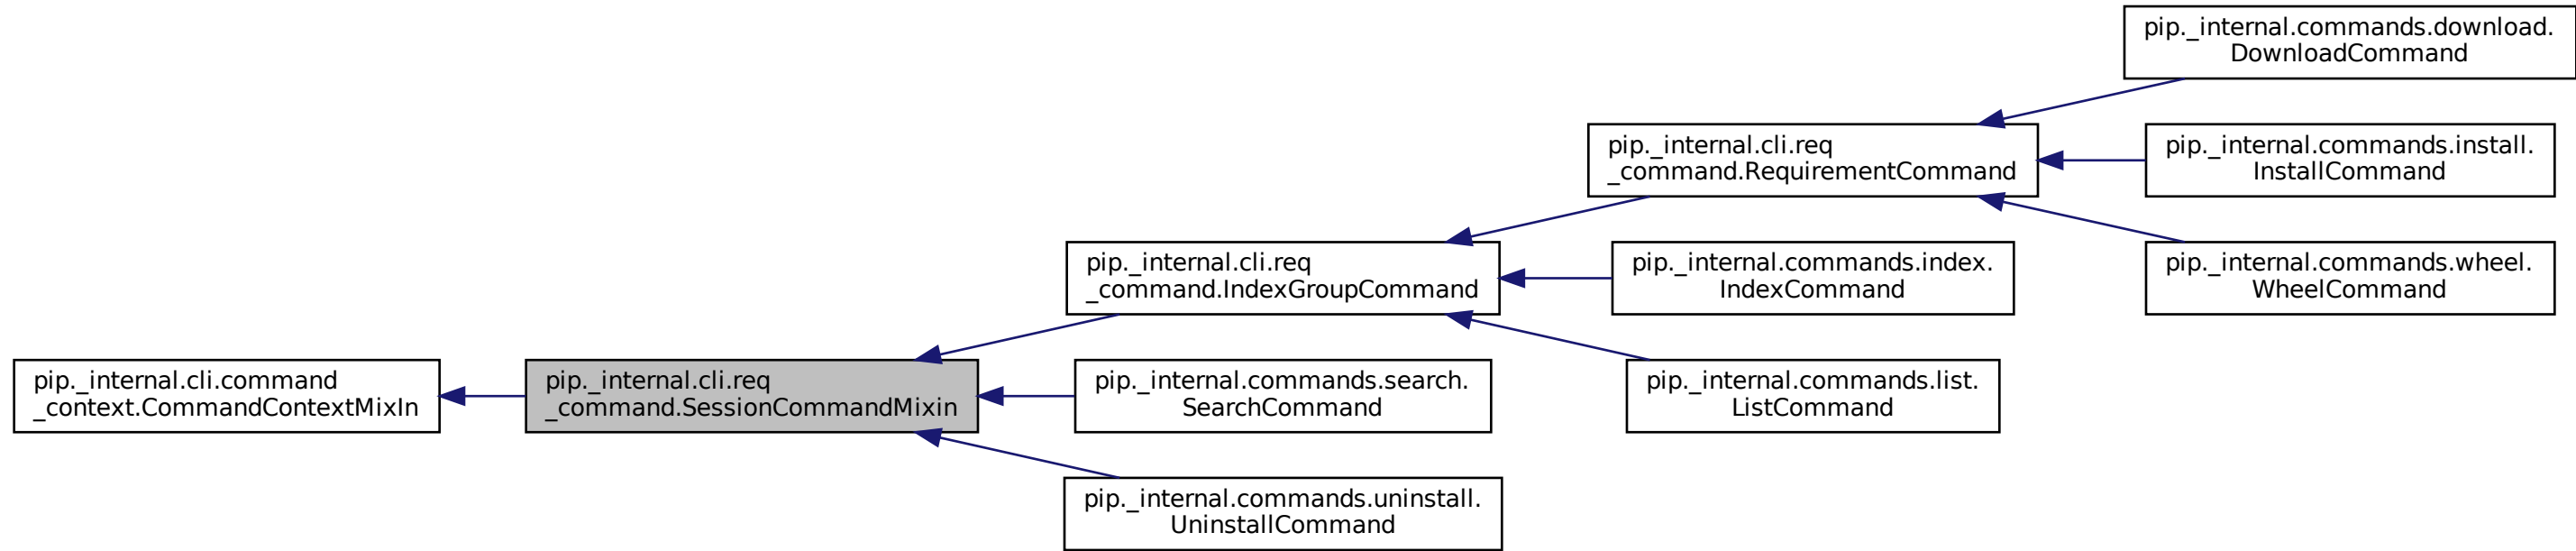 pip._internal.commands.download.
DownloadCommand
pip._internal.cli.req
_command.RequirementCommand
pip._internal.commands.install.
InstallCommand
pip._internal.cli.req
_command.IndexGroupCommand
pip._internal.commands.index.
IndexCommand
pip._internal.commands.wheel.
WheelCommand
pip._internal.cli.command
_context.CommandContextMixIn
pip._internal.cli.req
_command.SessionCommandMixin
pip._internal.commands.search.
SearchCommand
pip._internal.commands.list.
ListCommand
pip._internal.commands.uninstall.
UninstallCommand